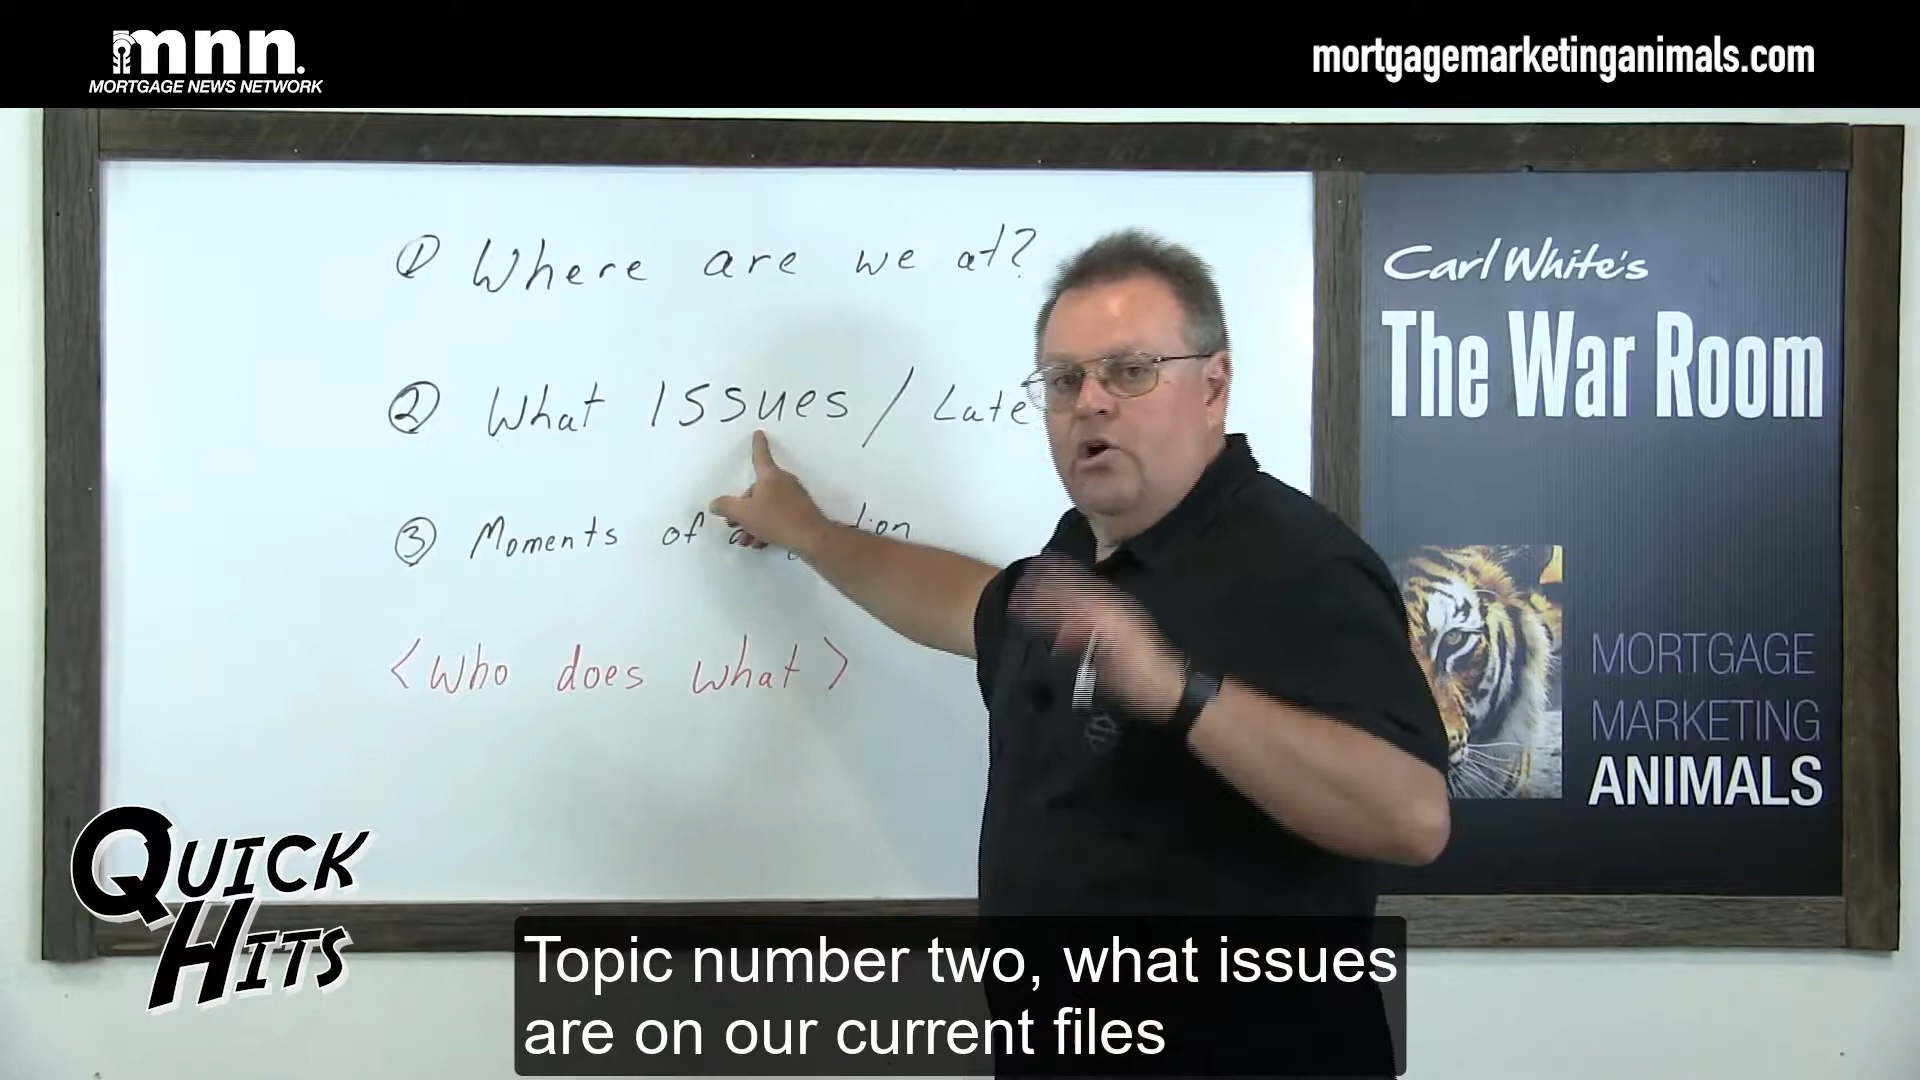 mnn.
MORTGAGE NEWS NETWORK
mortgagemarketinganimals.com
① Where are we at?
② What Issues / Late
③ Moments of
<Who does what>
Carl White's
The War Room
MORTGAGE
MARKETING
ANIMALS
QUICK
HITS
Topic number two, what issues
are on our current files